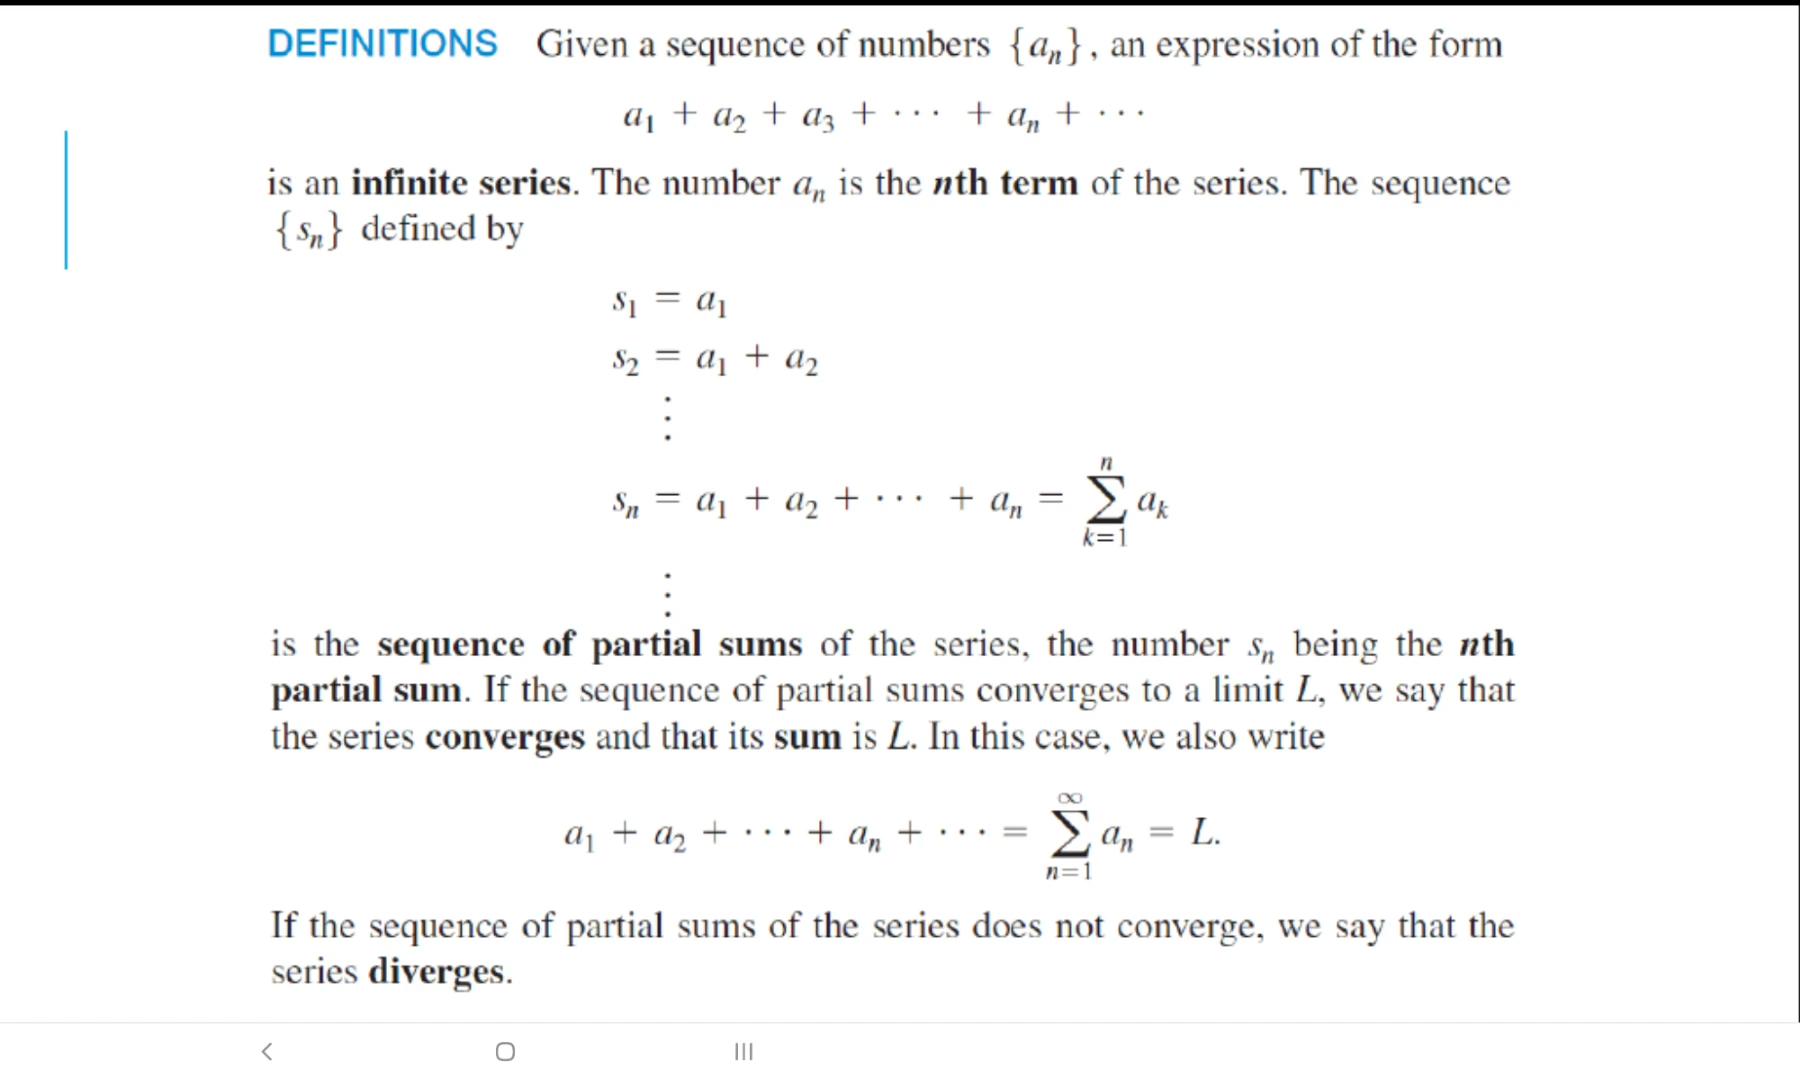 DEFINITIONS Given a sequence of numbers {aₙ}, an expression of the form
a₁ + a₂ + a₃ + ··· + aₙ + ···
is an infinite series. The number aₙ is the nth term of the series. The sequence
{sₙ} defined by
s₁ = a₁
s₂ = a₁ + a₂
⋮
sₙ = a₁ + a₂ + ··· + aₙ = ∑ₖ₌₁ⁿ aₖ
⋮
is the sequence of partial sums of the series, the number sₙ being the nth
partial sum. If the sequence of partial sums converges to a limit L, we say that
the series converges and that its sum is L. In this case, we also write
a₁ + a₂ + ··· + aₙ + ··· = ∑_{n=1}^{∞} aₙ = L.
If the sequence of partial sums of the series does not converge, we say that the
series diverges.